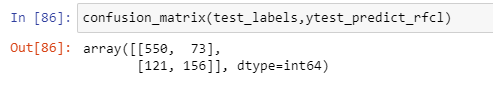 In [86]: confusion_matrix(test_labels,ytest_predict_rfcl)
Out[86]: array([[550,  73],
       [121, 156]], dtype=int64)